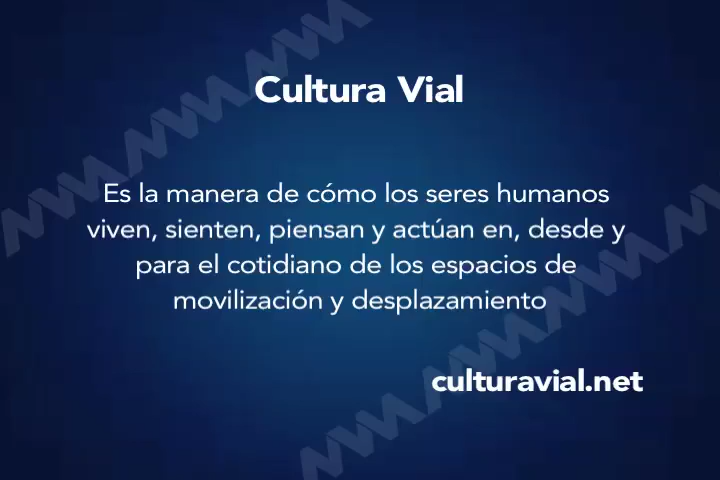 Cultura Vial
Es la manera de cómo los seres humanos
viven, sienten, piensan y actúan en, desde y
para el cotidiano de los espacios de
movilización y desplazamiento
culturavial.net